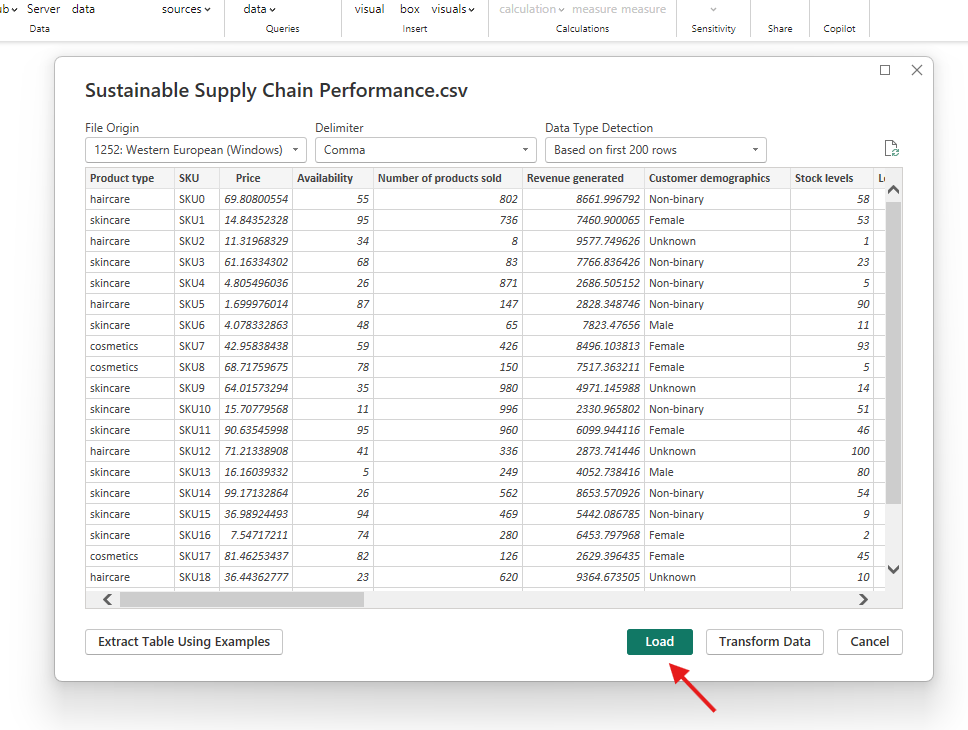 ub Server data sources data visual box visuals calculation measure measure
Data Queries Insert Calculations Sensitivity Share Copilot
Sustainable Supply Chain Performance.csv
File Origin Delimiter Data Type Detection
1252: Western European (Windows) Comma Based on first 200 rows
Product type SKU Price Availability Number of products sold Revenue generated Customer demographics Stock levels
haircare SKU0 69.80800554 55 802 8661.996792 Non-binary 58
skincare SKU1 14.84352328 95 736 7460.900065 Female 53
haircare SKU2 11.31968329 34 8 9577.749626 Unknown 1
skincare SKU3 61.16334302 68 83 7766.836426 Non-binary 23
skincare SKU4 4.805496036 26 871 2686.505152 Non-binary 5
haircare SKU5 1.699976014 87 147 2828.348746 Non-binary 90
skincare SKU6 4.078332863 48 65 7823.47656 Male 11
cosmetics SKU7 42.95838438 59 426 8496.103813 Female 93
cosmetics SKU8 68.71759675 78 150 7517.363211 Female 5
skincare SKU9 64.01573294 35 980 4971.145988 Unknown 14
skincare SKU10 15.70779568 11 996 2330.965802 Non-binary 51
skincare SKU11 90.63545998 95 960 6099.944116 Female 46
haircare SKU12 71.21338908 41 336 2873.741446 Unknown 100
skincare SKU13 16.16039332 5 249 4052.738416 Male 80
skincare SKU14 99.17132864 26 562 8653.570926 Non-binary 54
skincare SKU15 36.98924493 94 469 5442.086785 Non-binary 9
skincare SKU16 7.54717211 74 280 6453.797968 Female 2
cosmetics SKU17 81.46253437 82 126 2629.396435 Female 45
haircare SKU18 36.44362777 23 620 9364.673505 Unknown 10
Extract Table Using Examples Load Transform Data Cancel